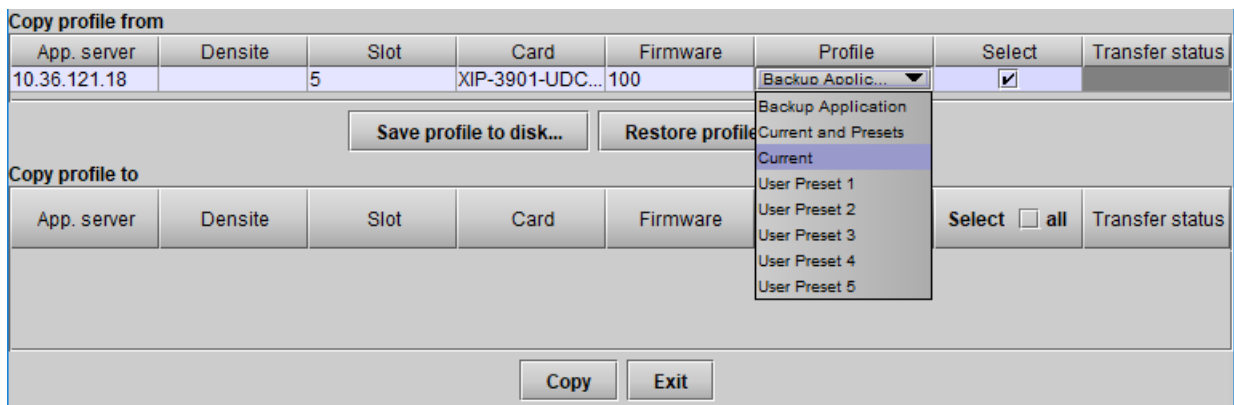 Copy profile from
App. server Densite Slot Card Firmware Profile Select Transfer status
10.36.121.18 5 XIP-3901-UDC... 100 Backup Applic...
Backup Application
Save profile to disk... Restore profile Current and Presets
Current
Copy profile to
User Preset 1
App. server Densite Slot Card Firmware User Preset 2 Select all Transfer status
User Preset 3
User Preset 4
User Preset 5
Copy Exit